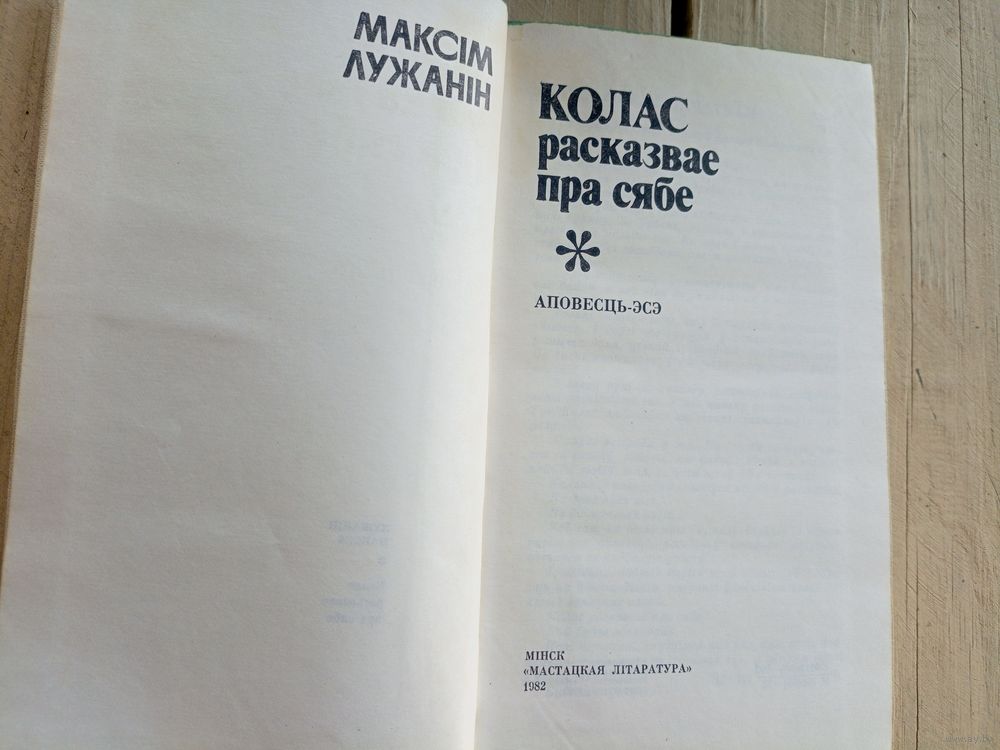 МАКСІМ
ЛУЖАНІН
КОЛАС
расказвае
пра сябе
*
АПОВЕСЦЬ-ЭСЭ
МІНСК
«МАСТАЦКАЯ ЛІТАРАТУРА»
1982